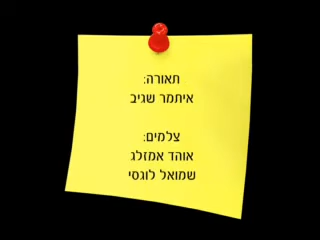 תאורה:
איתמר שגיב
צלמים:
אוהד אמזלג
שמואל לוגסי